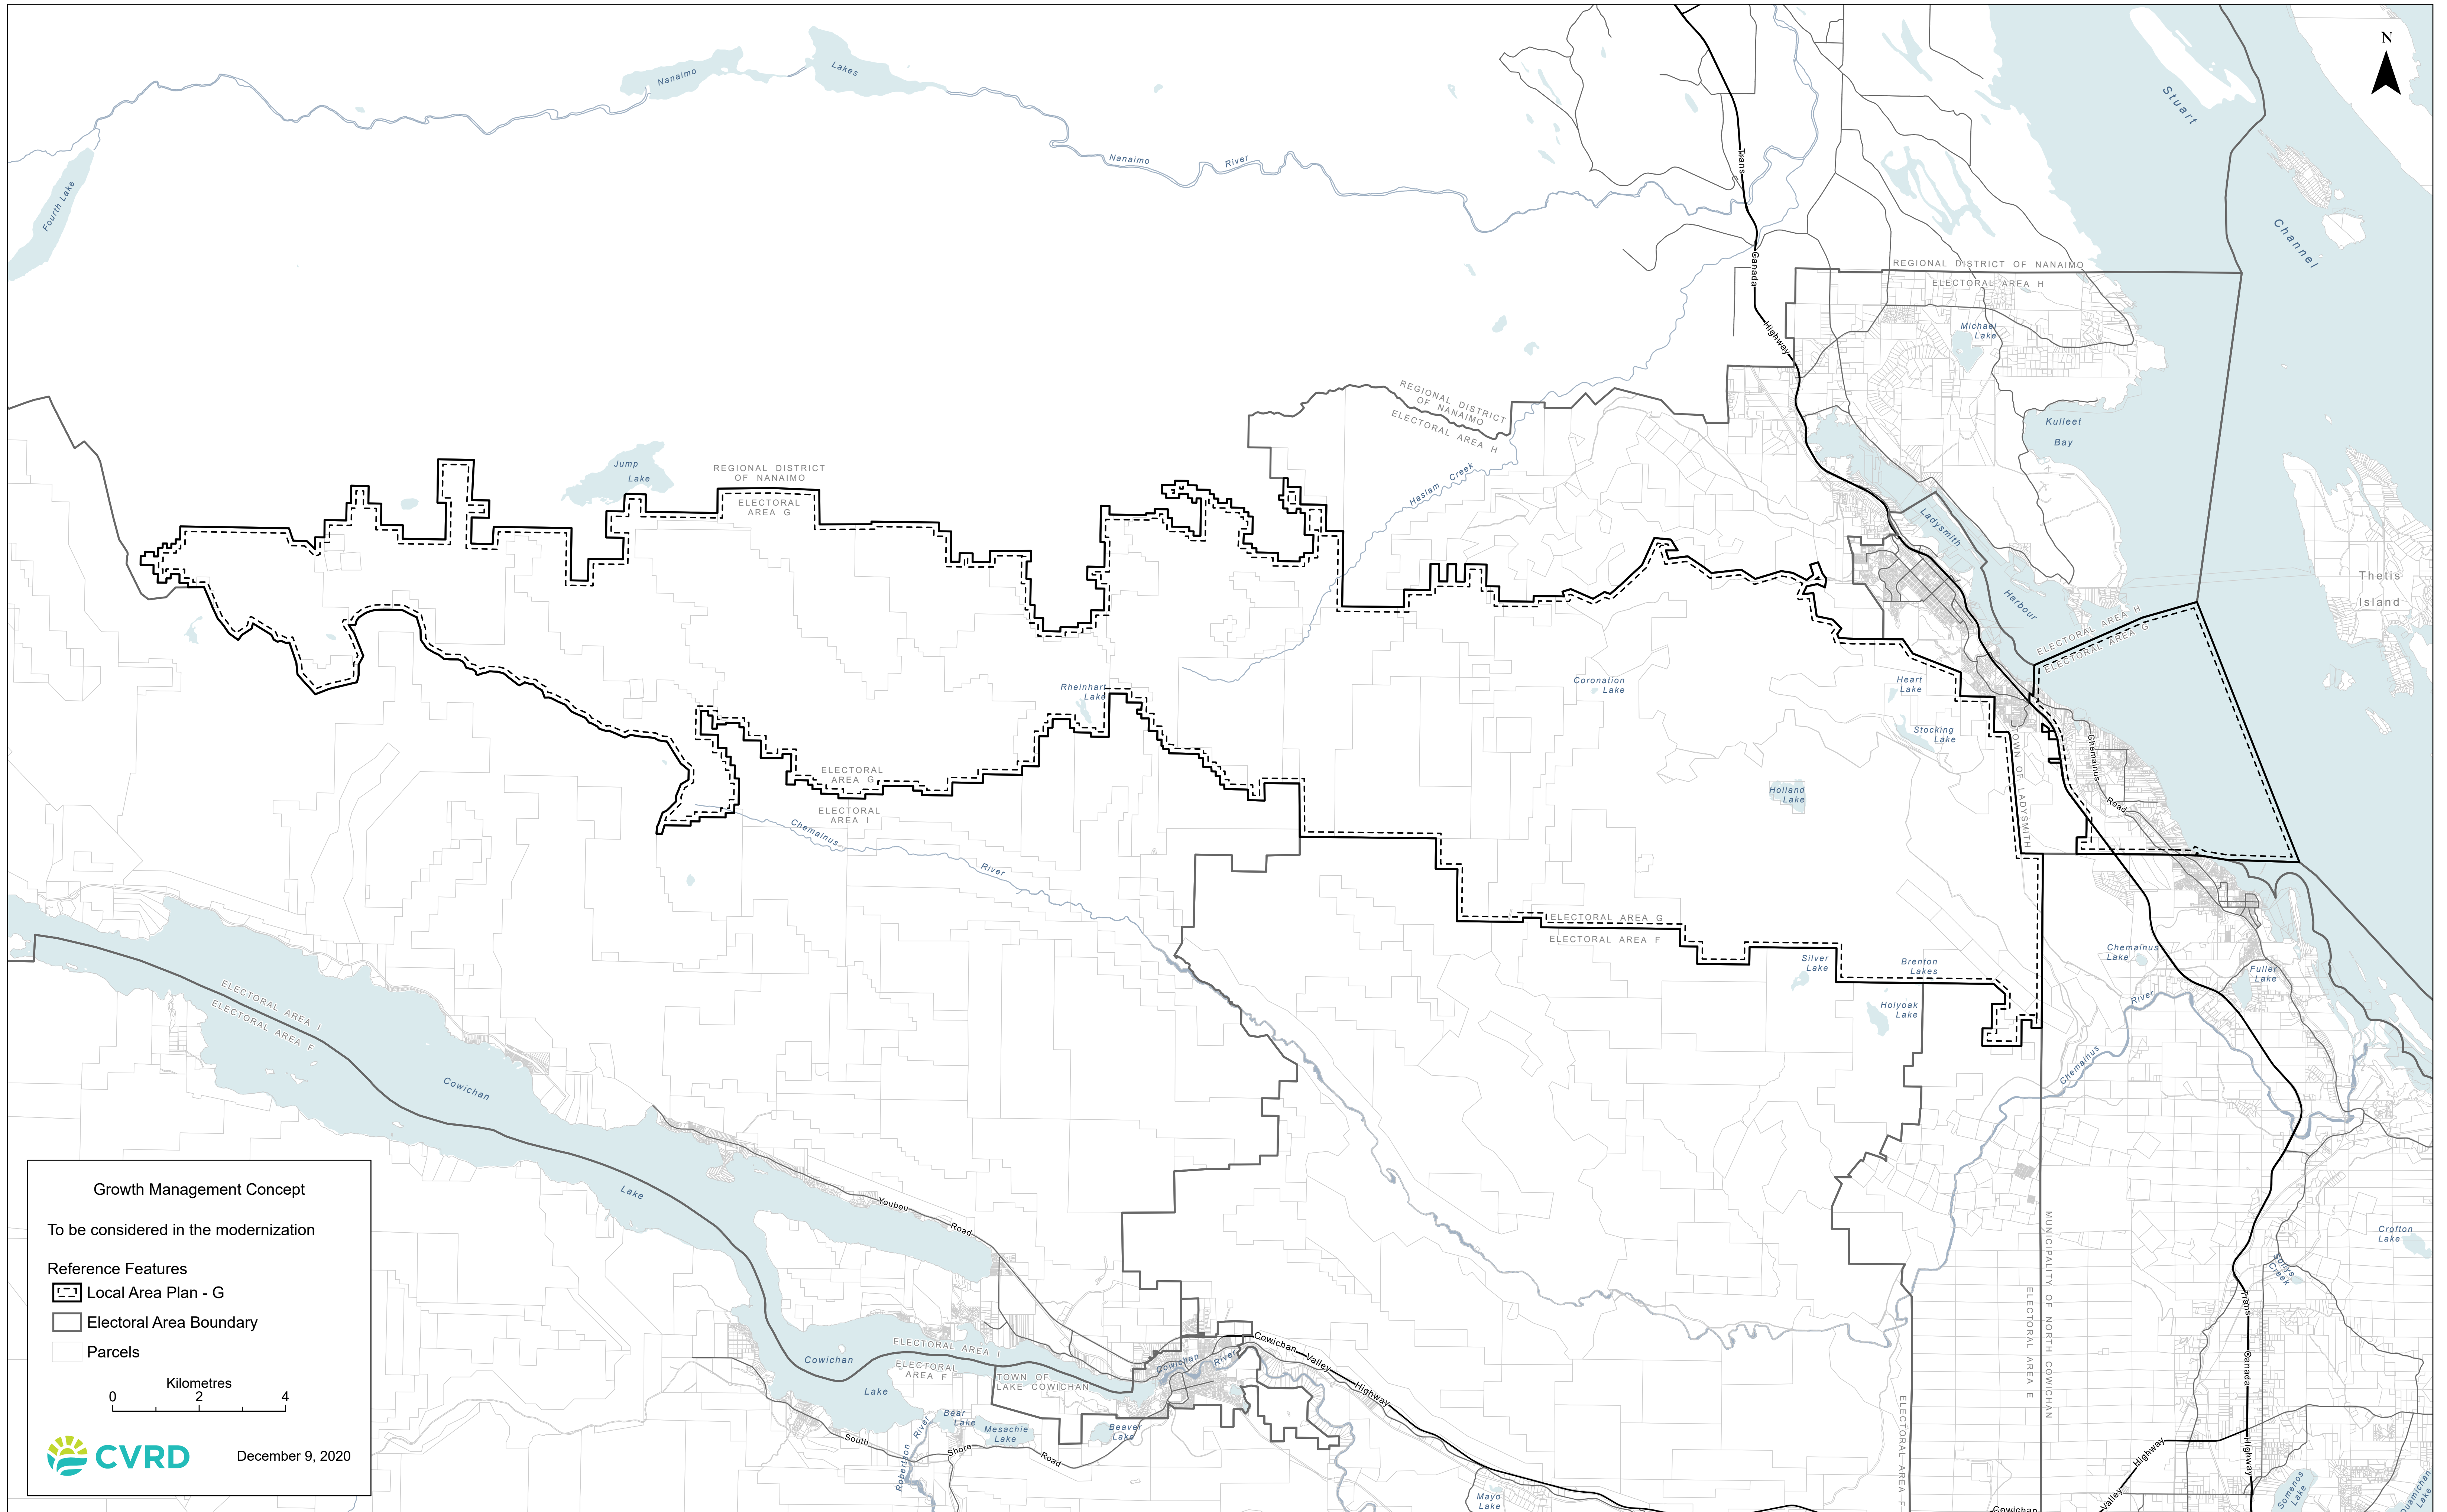 N
Nanaimo
Lakes
Stuart
Channel
Fourth Lake
Nanaimo
River
Trans
Canada
Highway
REGIONAL DISTRICT OF NANAIMO
ELECTORAL AREA H
Michael
Lake
REGIONAL DISTRICT
OF NANAIMO
ELECTORAL AREA H
Kulleet
Bay
Jump
Lake
REGIONAL DISTRICT
OF NANAIMO
ELECTORAL
AREA G
Haslam Creek
Ladysmith
Harbour
Thetis
Island
ELECTORAL AREA H
ELECTORAL AREA G
Rheinhart
Lake
Coronation
Lake
Heart
Lake
Stocking
Lake
TOWN OF LADYSMITH
Chemainus
Road
Holland
Lake
ELECTORAL
AREA G
ELECTORAL
AREA I
Chemainus
River
ELECTORAL AREA G
ELECTORAL AREA F
Silver
Lake
Brenton
Lakes
Holyoak
Lake
Chemainus
Lake
Fuller
Lake
Chemainus
River
ELECTORAL AREA I
ELECTORAL AREA F
Cowichan
Lake
Youbou
Road
MUNICIPALITY OF NORTH COWICHAN
ELECTORAL AREA E
ELECTORAL AREA F
Crofton
Lake
Sollys
Creek
Trans
Canada
Highway
Cowichan
Lake
ELECTORAL AREA I
ELECTORAL
AREA F
TOWN OF
LAKE COWICHAN
Cowichan
River
Cowichan
Valley
Highway
Bear
Lake
Mesachie
Lake
Beaver
Lake
Robertson
River
South
Shore
Road
Mayo
Lake
Cowichan
Valley
Highway
Somenos
Lake
Quamichan
Lake
Growth Management Concept
To be considered in the modernization
Reference Features
Local Area Plan - G
Electoral Area Boundary
Parcels
Kilometres
0 2 4
CVRD
December 9, 2020